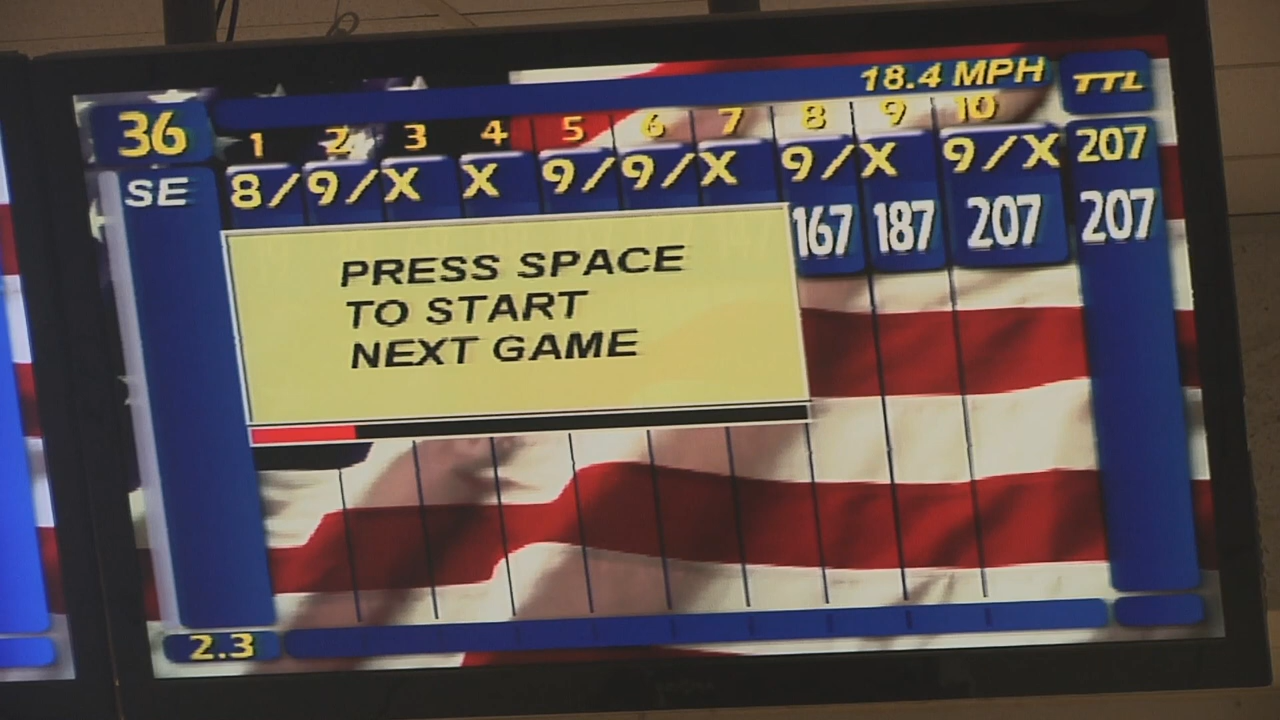 18.4 MPH TTL
36 1 2 3 4 5 6 7 8 9 10
SE 8/ 9/ X X 9/ 9/ X 9/ X 9/X 207
167 187 207 207
PRESS SPACE
TO START
NEXT GAME
2.3